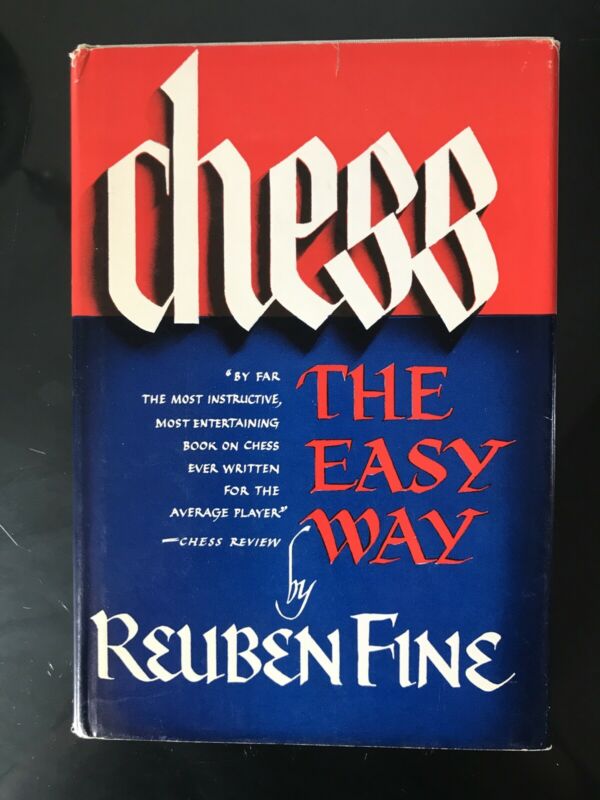 chess
"BY FAR
THE MOST INSTRUCTIVE,
MOST ENTERTAINING
BOOK ON CHESS
EVER WRITTEN
FOR THE
AVERAGE PLAYER"
—CHESS REVIEW
THE
EASY
WAY
by
REUBEN FINE